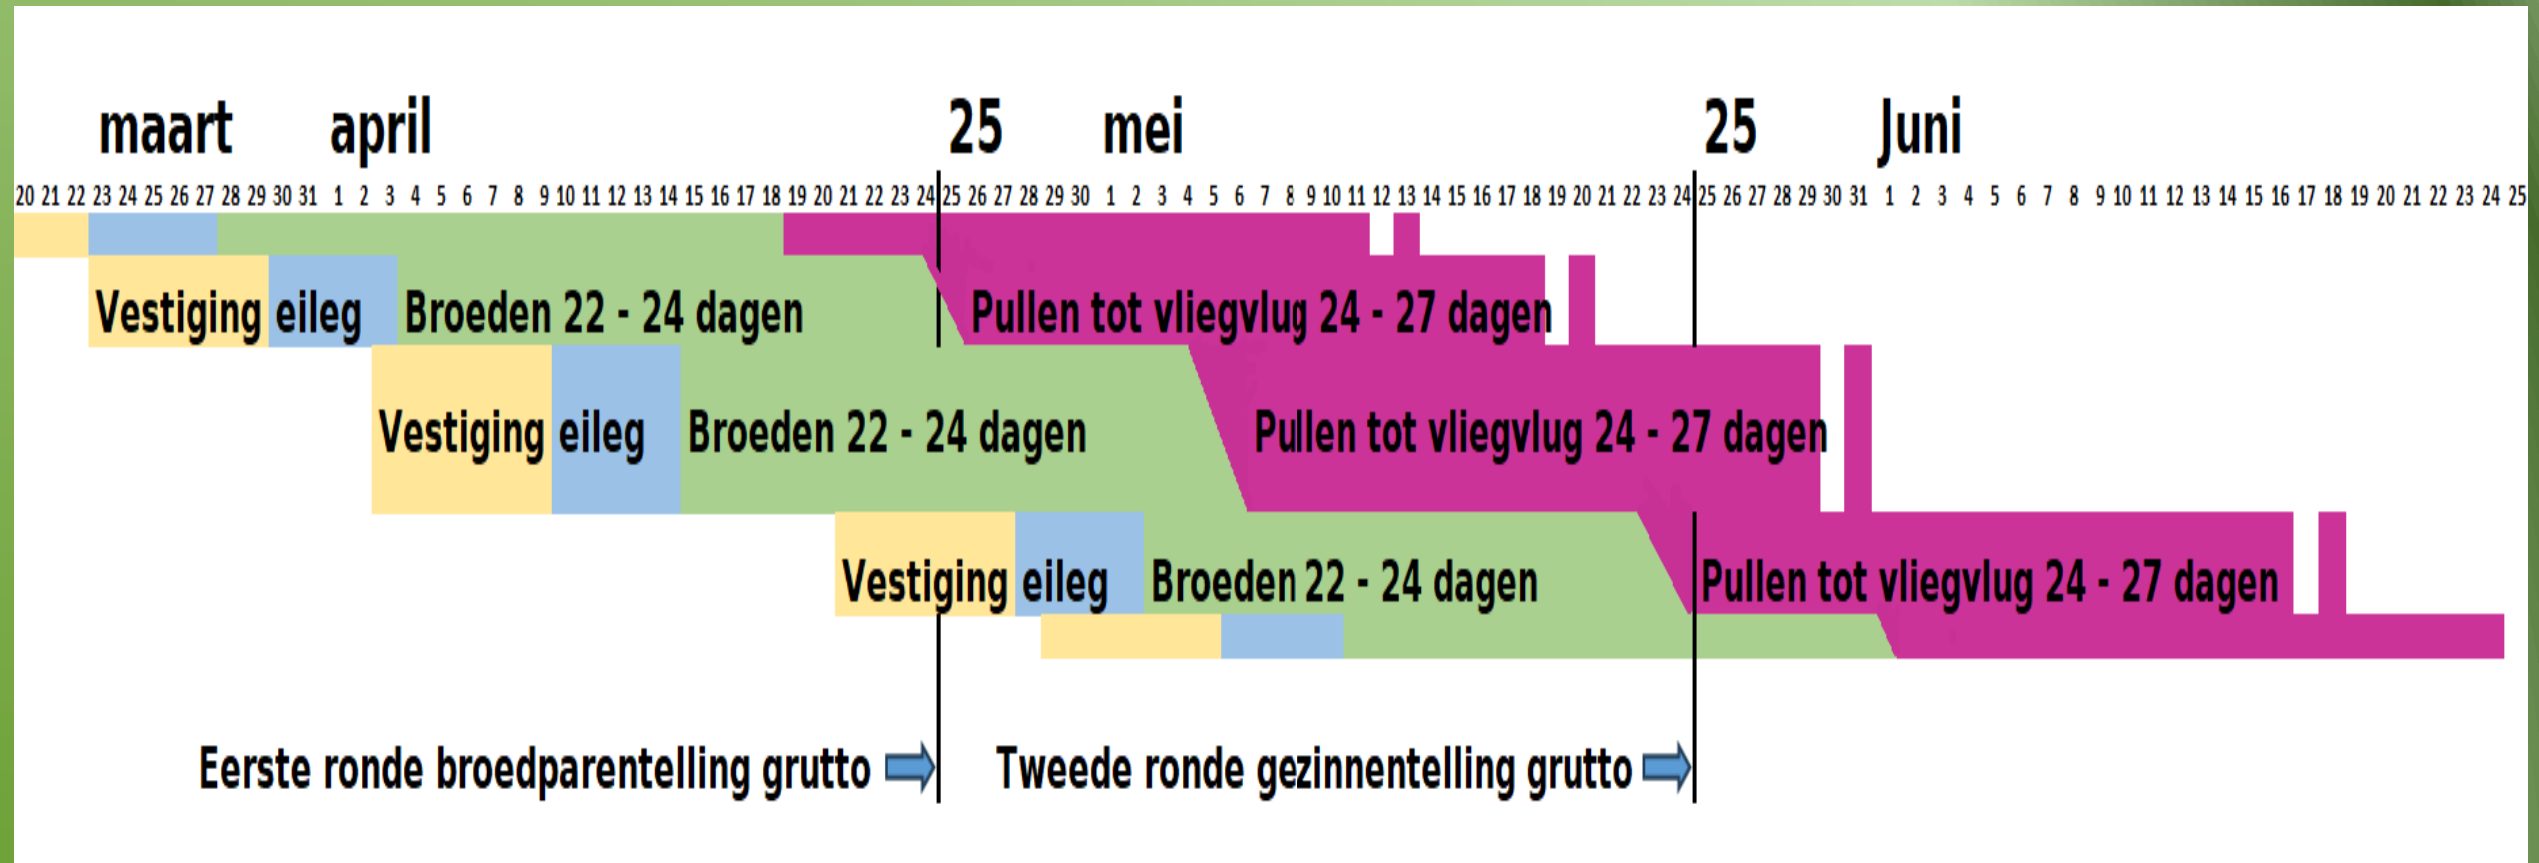 maart april 25 mei 25 Juni
20 21 22 23 24 25 26 27 28 29 30 31 1 2 3 4 5 6 7 8 9 10 11 12 13 14 15 16 17 18 19 20 21 22 23 24 25 26 27 28 29 30 1 2 3 4 5 6 7 8 9 10 11 12 13 14 15 16 17 18 19 20 21 22 23 24 25 26 27 28 29 30 31 1 2 3 4 5 6 7 8 9 10 11 12 13 14 15 16 17 18 19 20 21 22 23 24 25
Vestiging eileg Broeden 22 - 24 dagen Pullen tot vliegvlug 24 - 27 dagen
Vestiging eileg Broeden 22 - 24 dagen Pullen tot vliegvlug 24 - 27 dagen
Vestiging eileg Broeden 22 - 24 dagen Pullen tot vliegvlug 24 - 27 dagen
Eerste ronde broedparentelling grutto Tweede ronde gezinnentelling grutto